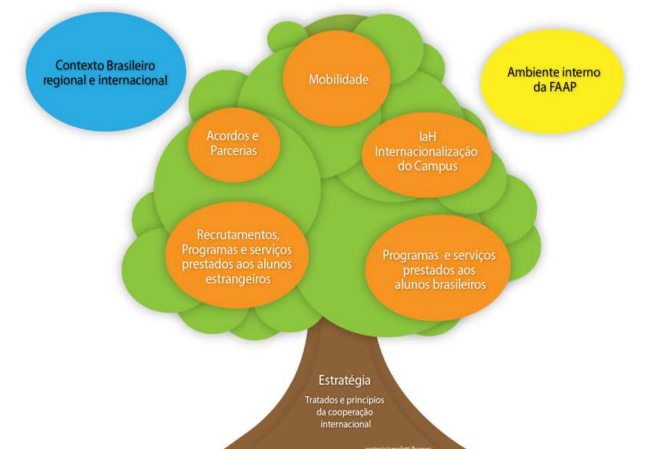 Contexto Brasileiro
regional e internacional
Mobilidade
Ambiente interno
da FAAP
Acordos e
Parcerias
IaH
Internacionalização
do Campus
Recrutamentos,
Programas e serviços
prestados aos alunos
estrangeiros
Programas e serviços
prestados aos
alunos brasileiros
Estratégia
Tratados e princípios
da cooperação
internacional